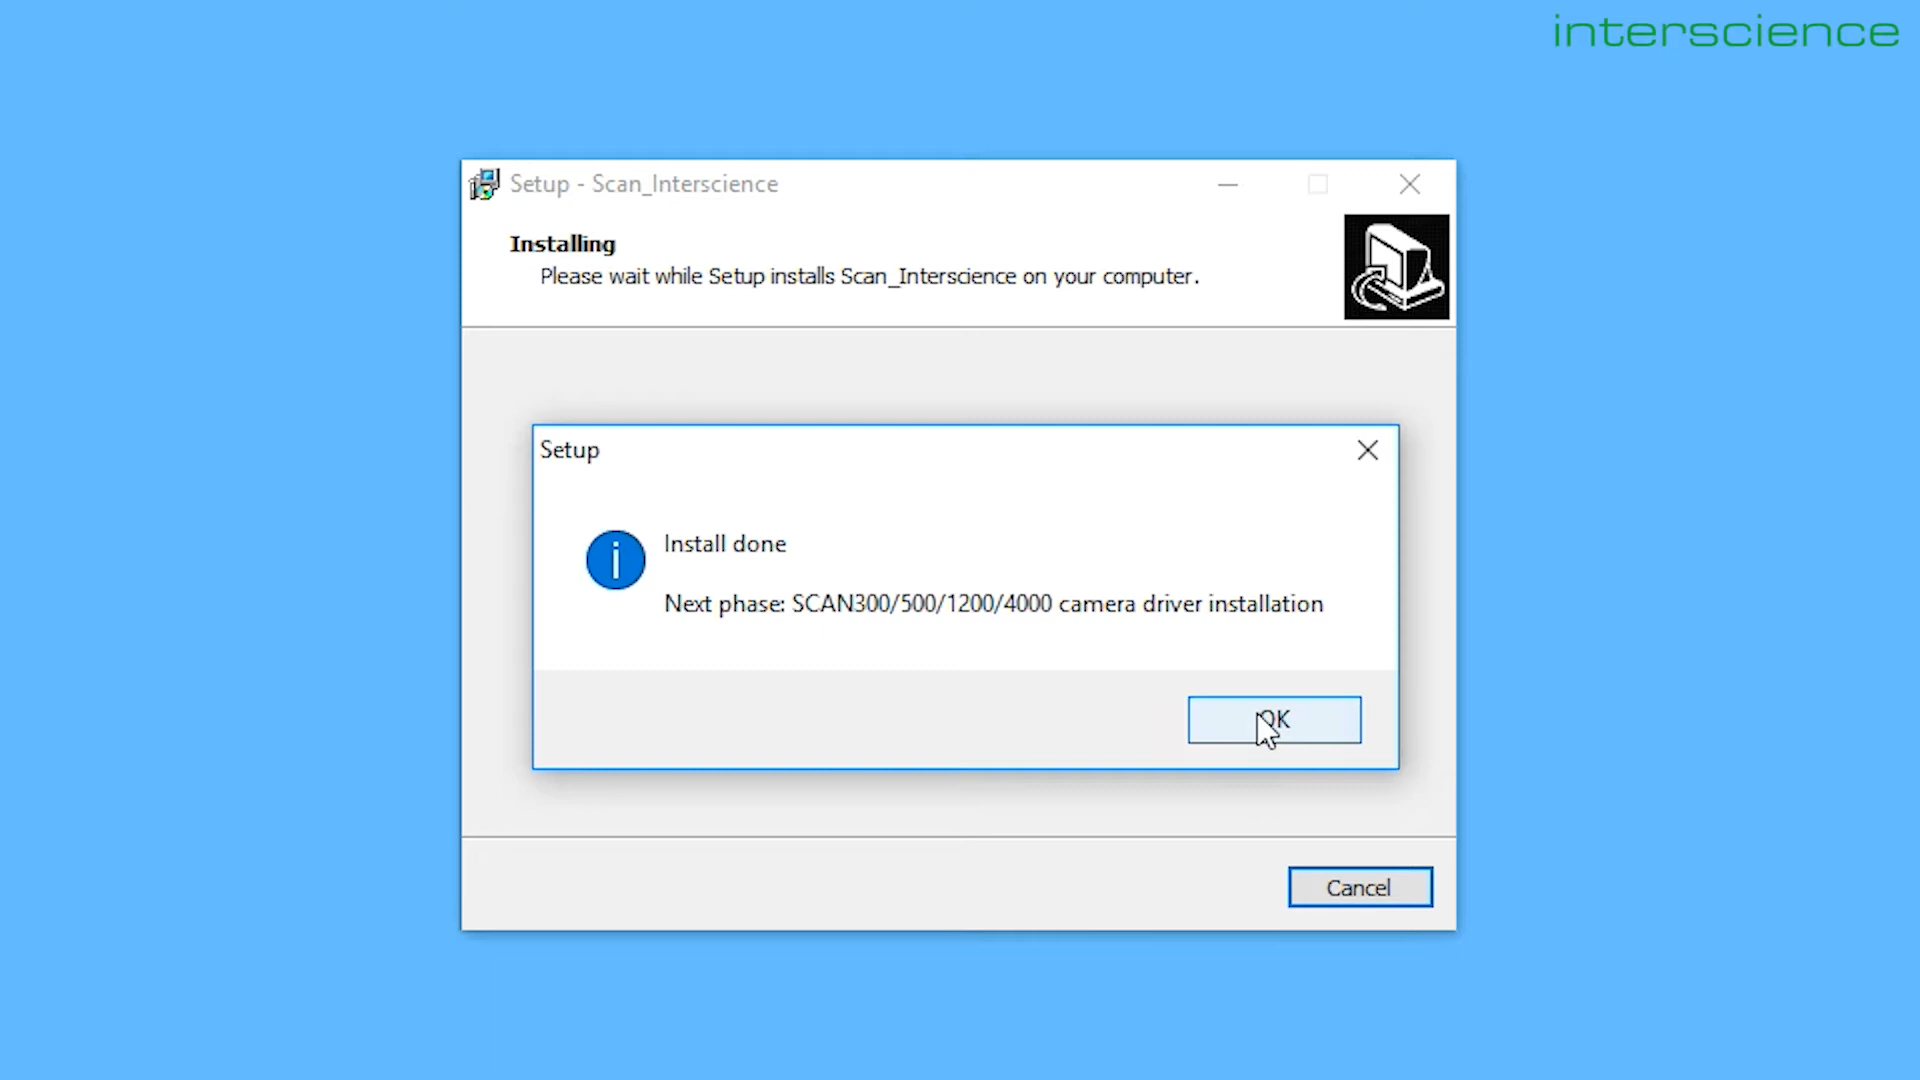 interscience
Setup - Scan_Interscience
Installing
Please wait while Setup installs Scan_Interscience on your computer.
Setup
Install done
Next phase: SCAN300/500/1200/4000 camera driver installation
OK
Cancel